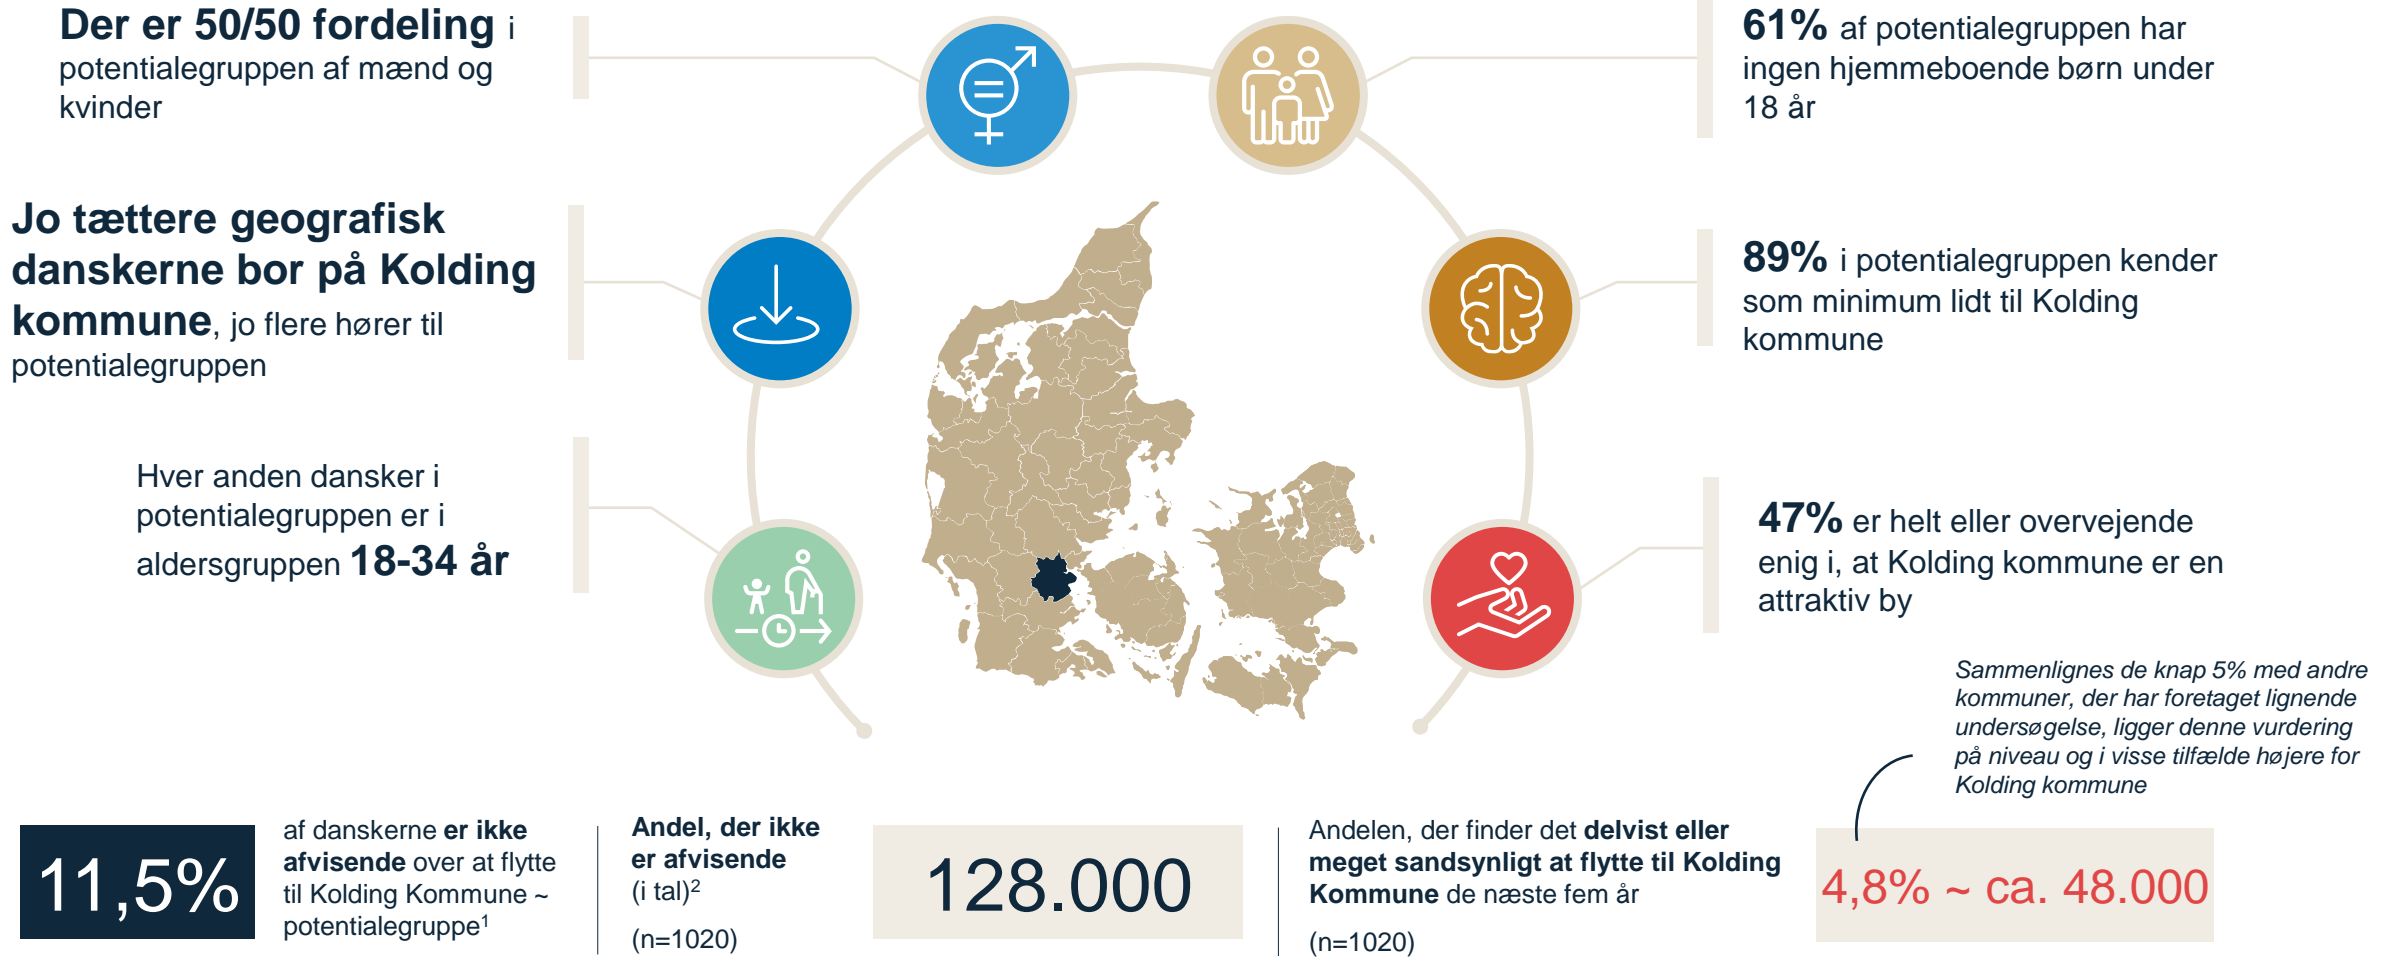 Der er 50/50 fordeling i
potentialegruppen af mænd og
kvinder
61% af potentialegruppen har
ingen hjemmeboende børn under
18 år
Jo tættere geografisk
danskerne bor på Kolding
kommune, jo flere hører til
potentialegruppen
89% i potentialegruppen kender
som minimum lidt til Kolding
kommune
Hver anden dansker i
potentialegruppen er i
aldersgruppen 18-34 år
47% er helt eller overvejende
enig i, at Kolding kommune er en
attraktiv by
Sammenlignes de knap 5% med andre
kommuner, der har foretaget lignende
undersøgelse, ligger denne vurdering
på niveau og i visse tilfælde højere for
Kolding kommune
11,5%
af danskerne er ikke
afvisende over at flytte
til Kolding Kommune ~
potentialegruppe¹
Andel, der ikke
er afvisende
(i tal)²
(n=1020)
128.000
Andelen, der finder det delvist eller
meget sandsynligt at flytte til Kolding
Kommune de næste fem år
(n=1020)
4,8% ~ ca. 48.000